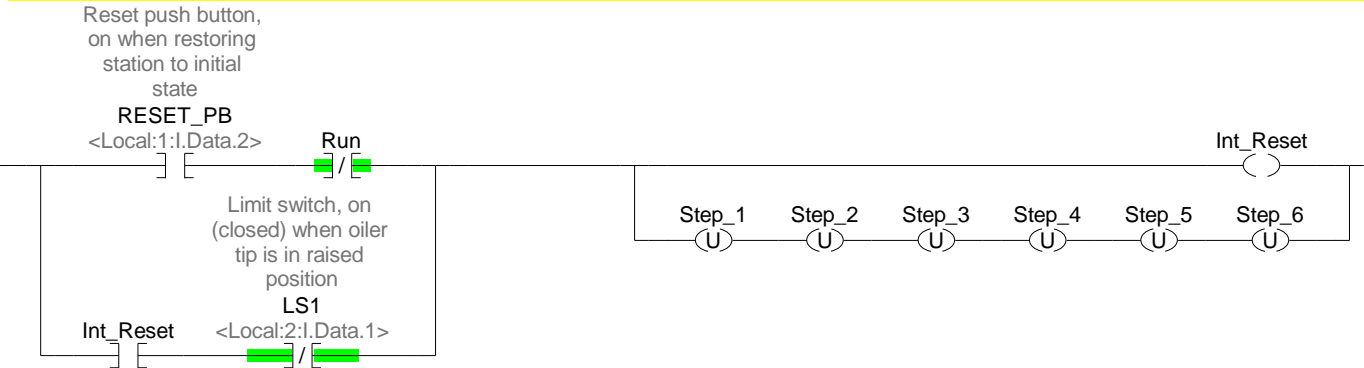 Reset push button,
on when restoring
station to initial
state
RESET_PB
<Local:1:I.Data.2>
Run
/
Int_Reset
Limit switch, on
(closed) when oiler
tip is in raised
position
LS1
<Local:2:I.Data.1>
Int_Reset
/
Step_1 Step_2 Step_3 Step_4 Step_5 Step_6
U U U U U U